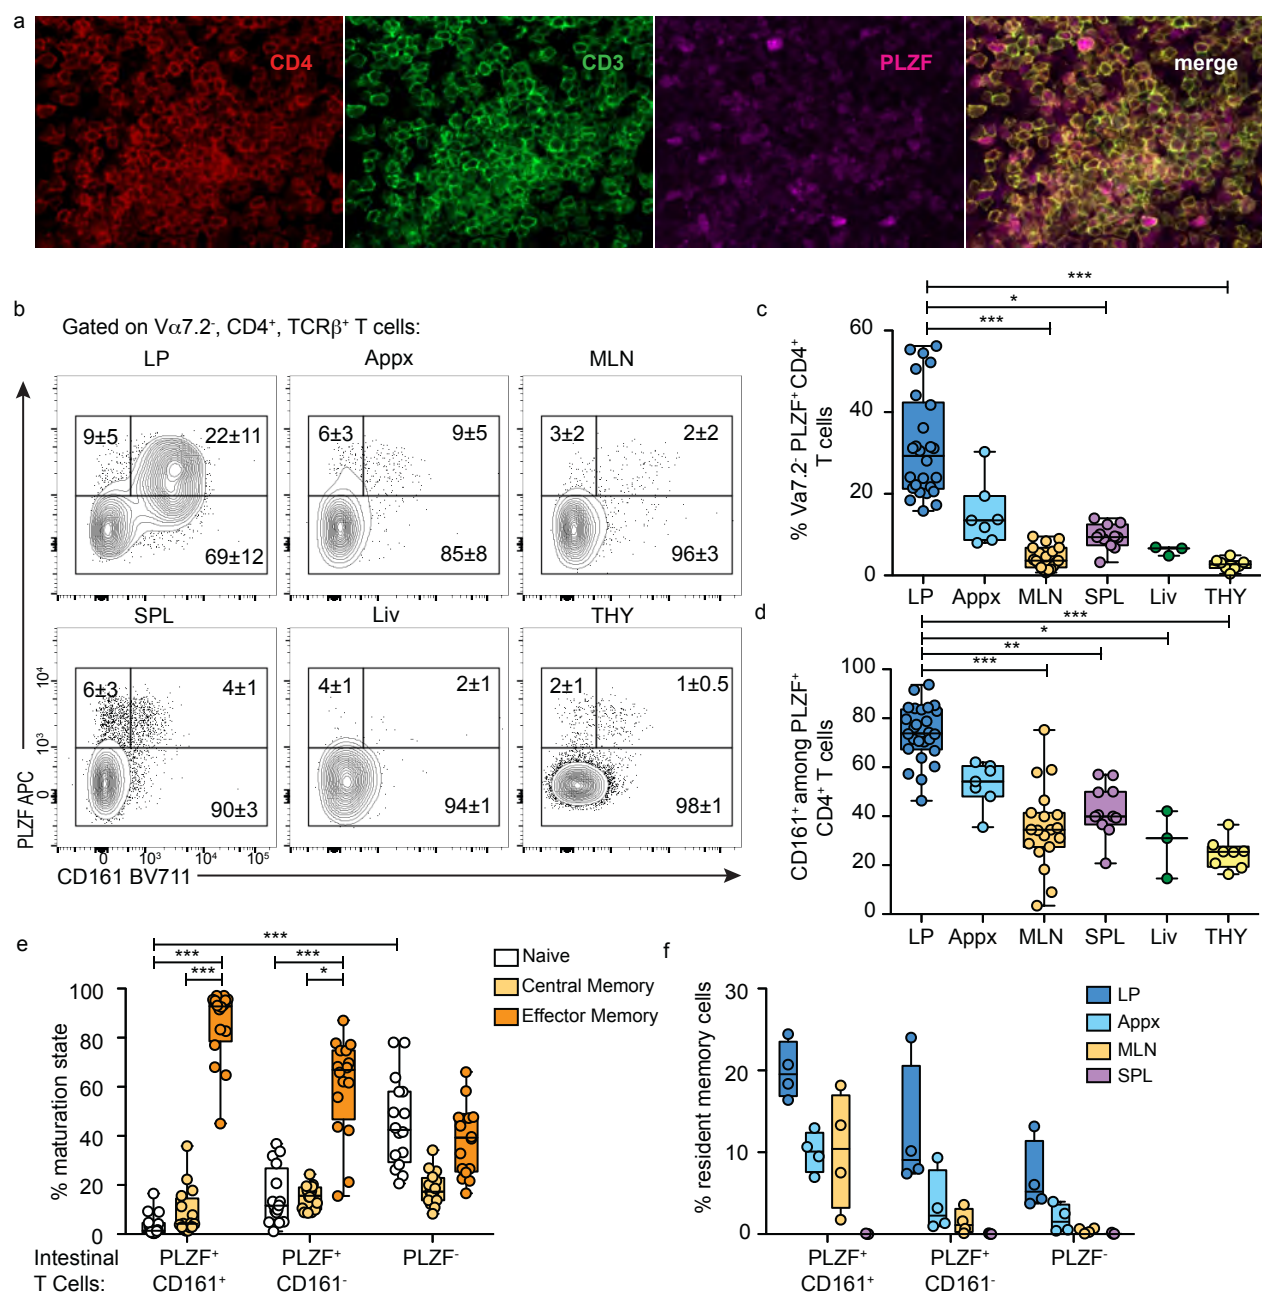 a
CD4
CD3
PLZF
merge
b
Gated on Vα7.2⁻, CD4⁺, TCRβ⁺ T cells:
LP
Appx
MLN
9±5
22±11
69±12
6±3
9±5
85±8
3±2
2±2
96±3
SPL
Liv
THY
6±3
4±1
90±3
4±1
2±1
94±1
2±1
1±0.5
98±1
10⁴
10³
0
PLZF APC
0
10³
10⁴
10⁵
CD161 BV711
c
***
*
***
% Va7.2⁻ PLZF⁺ CD4⁺
T cells
60
40
20
0
LP Appx MLN SPL Liv THY
d
***
*
**
***
CD161⁺ among PLZF⁺
CD4⁺ T cells
100
80
60
40
20
0
LP Appx MLN SPL Liv THY
e
***
***
***
***
*
Naive
Central Memory
Effector Memory
% maturation state
100
80
60
40
20
0
Intestinal
T Cells:
PLZF⁺
CD161⁺
PLZF⁺
CD161⁻
PLZF⁻
f
% resident memory cells
30
20
10
0
LP
Appx
MLN
SPL
PLZF⁺
CD161⁺
PLZF⁺
CD161⁻
PLZF⁻